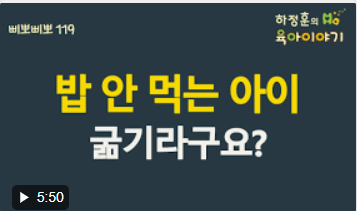 삐뽀삐뽀 119
하정훈의
육아이야기
밥 안 먹는 아이
굶기라구요?
5:50